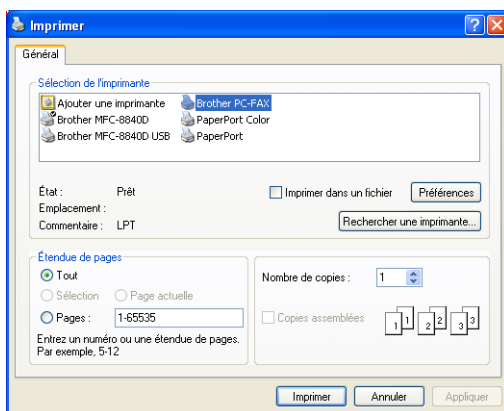 Imprimer
Général
Sélection de l'imprimante
Ajouter une imprimante
Brother PC-FAX
Brother MFC-8840D
PaperPort Color
Brother MFC-8840D USB
PaperPort
État : Prêt
Imprimer dans un fichier
Préférences
Emplacement :
Commentaire : LPT
Rechercher une imprimante...
Étendue de pages
Tout
Sélection
Page actuelle
Pages : 1-65535
Entrez un numéro ou une étendue de pages.
Par exemple, 5-12
Nombre de copies : 1
Copies assemblées
1 1 2 2 3 3
Imprimer
Annuler
Appliquer